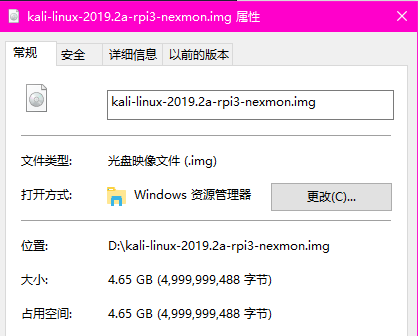 kali-linux-2019.2a-rpi3-nexmon.img 属性
常规 安全 详细信息 以前的版本
kali-linux-2019.2a-rpi3-nexmon.img
文件类型: 光盘映像文件 (.img)
打开方式: Windows 资源管理器 更改(C)...
位置: D:\kali-linux-2019.2a-rpi3-nexmon.img
大小: 4.65 GB (4,999,999,488 字节)
占用空间: 4.65 GB (4,999,999,488 字节)